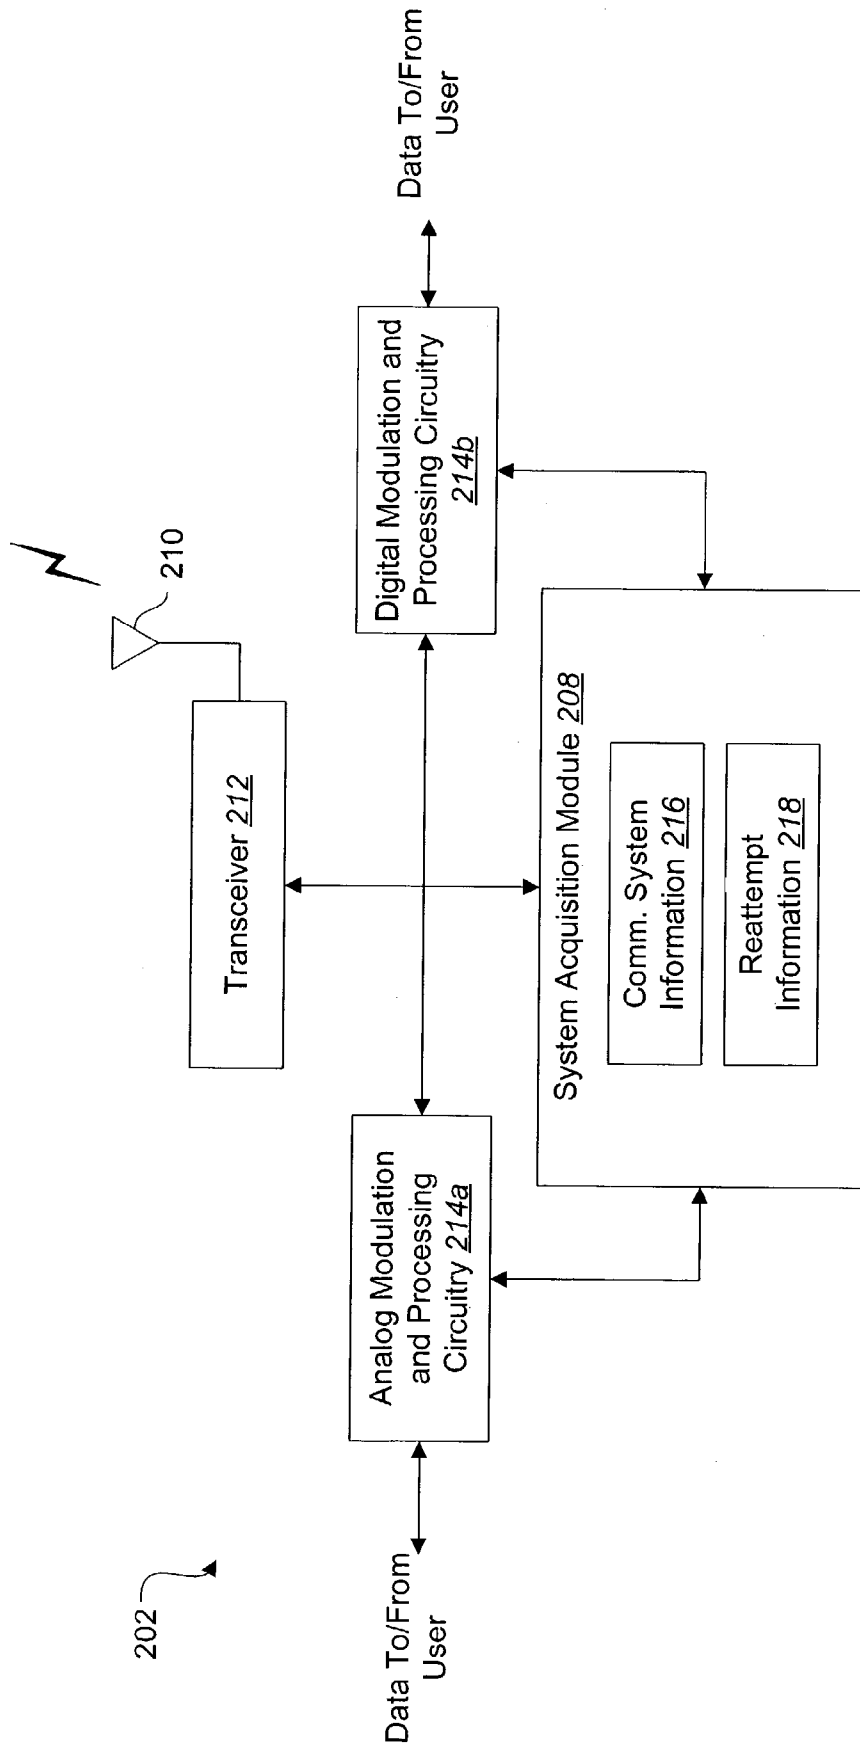 202
210
Transceiver 212
Data To/From
User
Analog Modulation
and Processing
Circuitry 214a
Digital Modulation and
Processing Circuitry
214b
Data To/From
User
System Acquisition Module 208
Comm. System
Information 216
Reattempt
Information 218